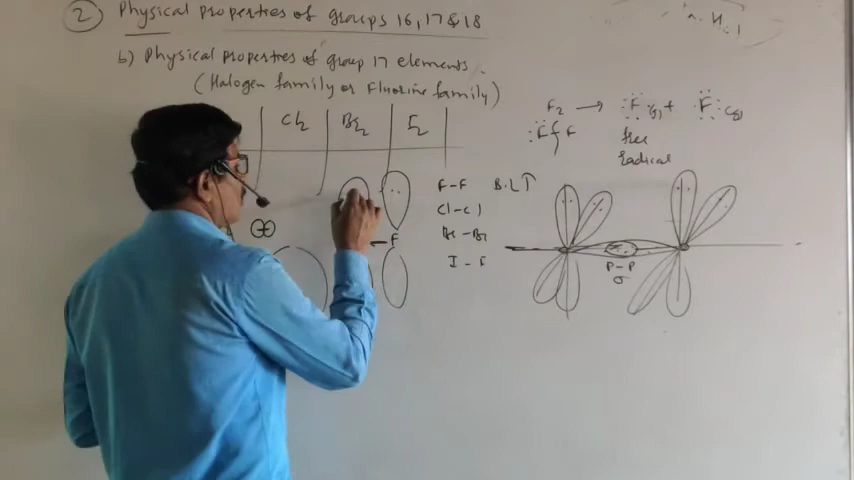 2 Physical properties of groups 16, 17 & 18
b) Physical properties of group 17 elements.
(Halogen family or Fluorine family)
Cl2 Br2 I2
F2 → F (g) + F (g)
F F
free
radical
F-F B.L↑
Cl-Cl
Br-Br
I-I
-F
P-P
σ